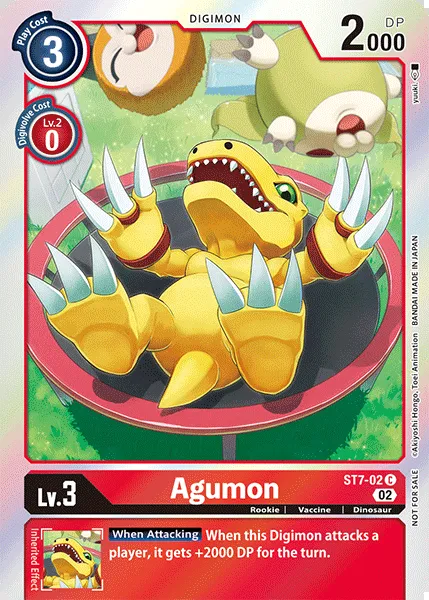 DIGIMON
Play Cost
3
DP
2000
Digivolve Cost
Lv.2
0
yuuki
©Akiyoshi Hongo, Toei Animation BANDAI MADE IN JAPAN
NOT FOR SALE
Lv.3
Agumon
ST7-02 C
02
Rookie | Vaccine | Dinosaur
Inherited Effect
When Attacking When this Digimon attacks a
player, it gets +2000 DP for the turn.